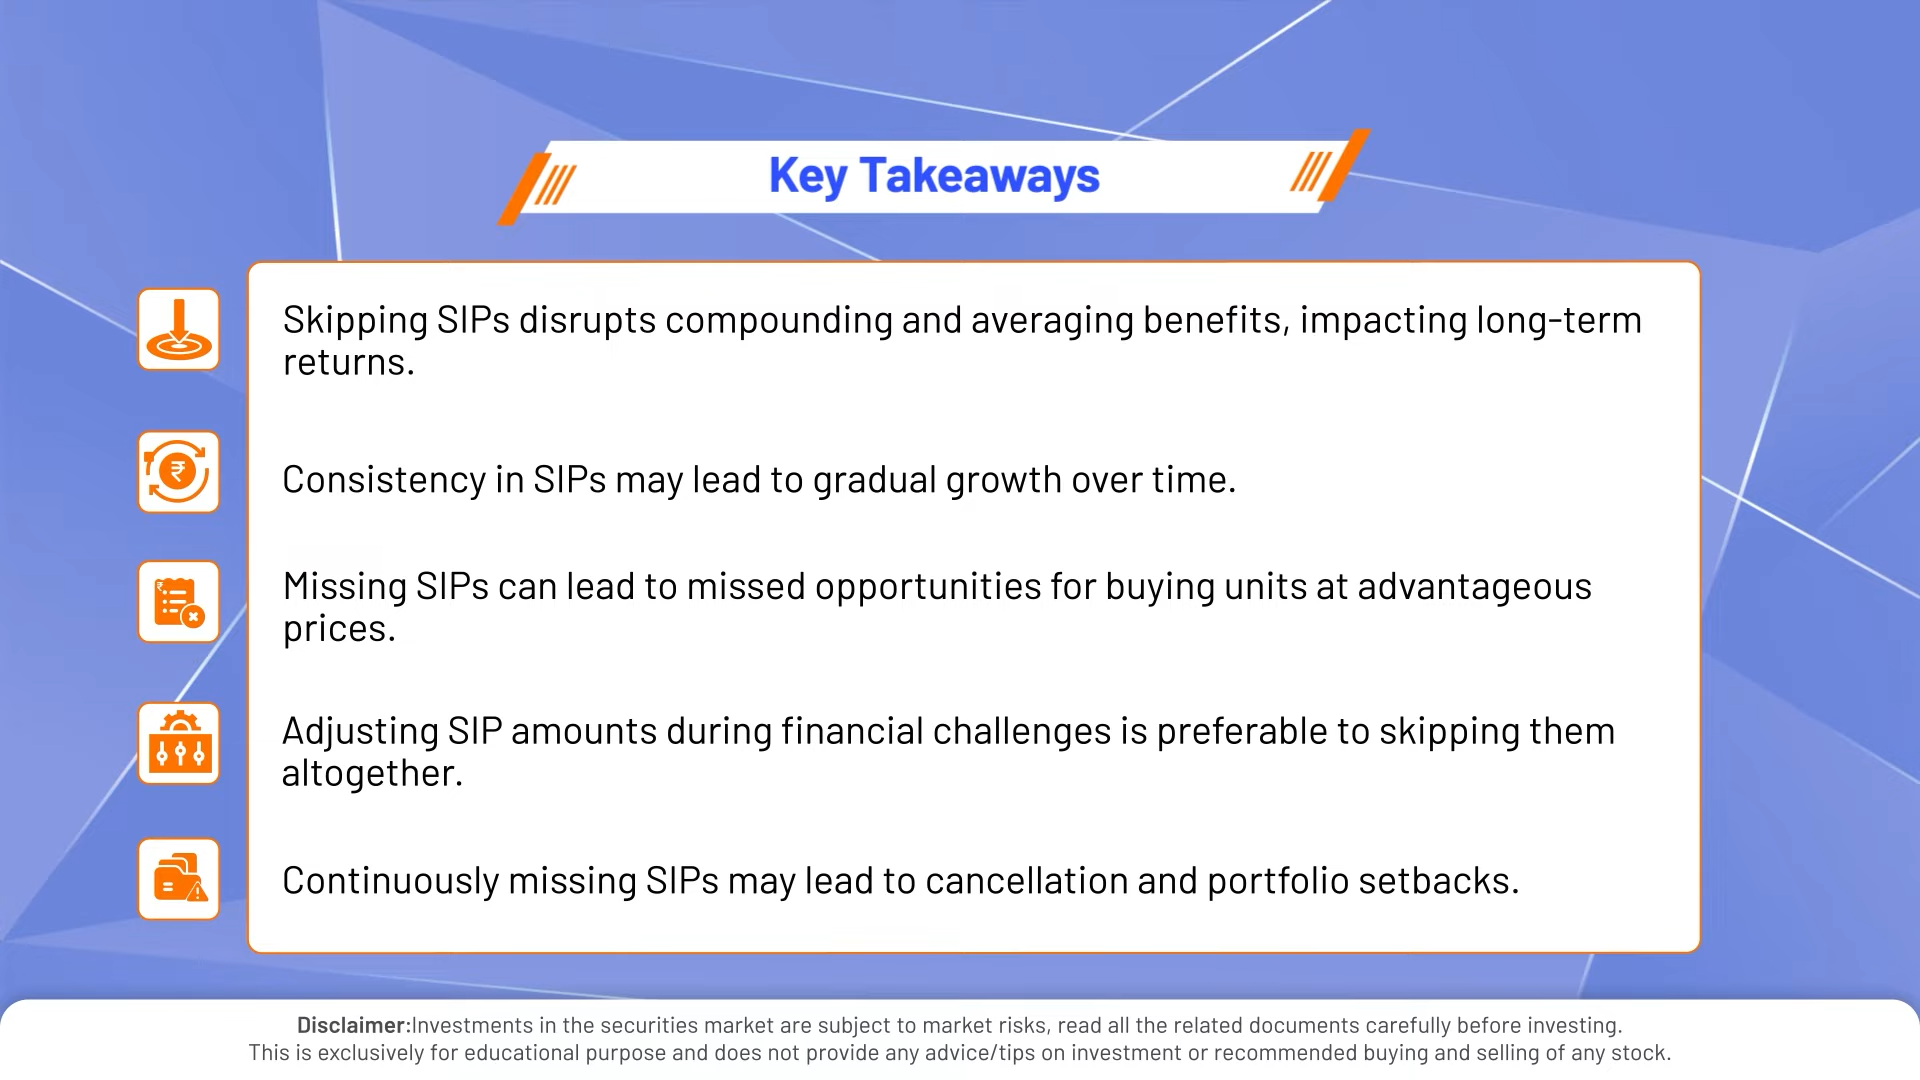 Key Takeaways
Skipping SIPs disrupts compounding and averaging benefits, impacting long-term
returns.
Consistency in SIPs may lead to gradual growth over time.
Missing SIPs can lead to missed opportunities for buying units at advantageous
prices.
Adjusting SIP amounts during financial challenges is preferable to skipping them
altogether.
Continuously missing SIPs may lead to cancellation and portfolio setbacks.
Disclaimer:Investments in the securities market are subject to market risks, read all the related documents carefully before investing.
This is exclusively for educational purpose and does not provide any advice/tips on investment or recommended buying and selling of any stock.